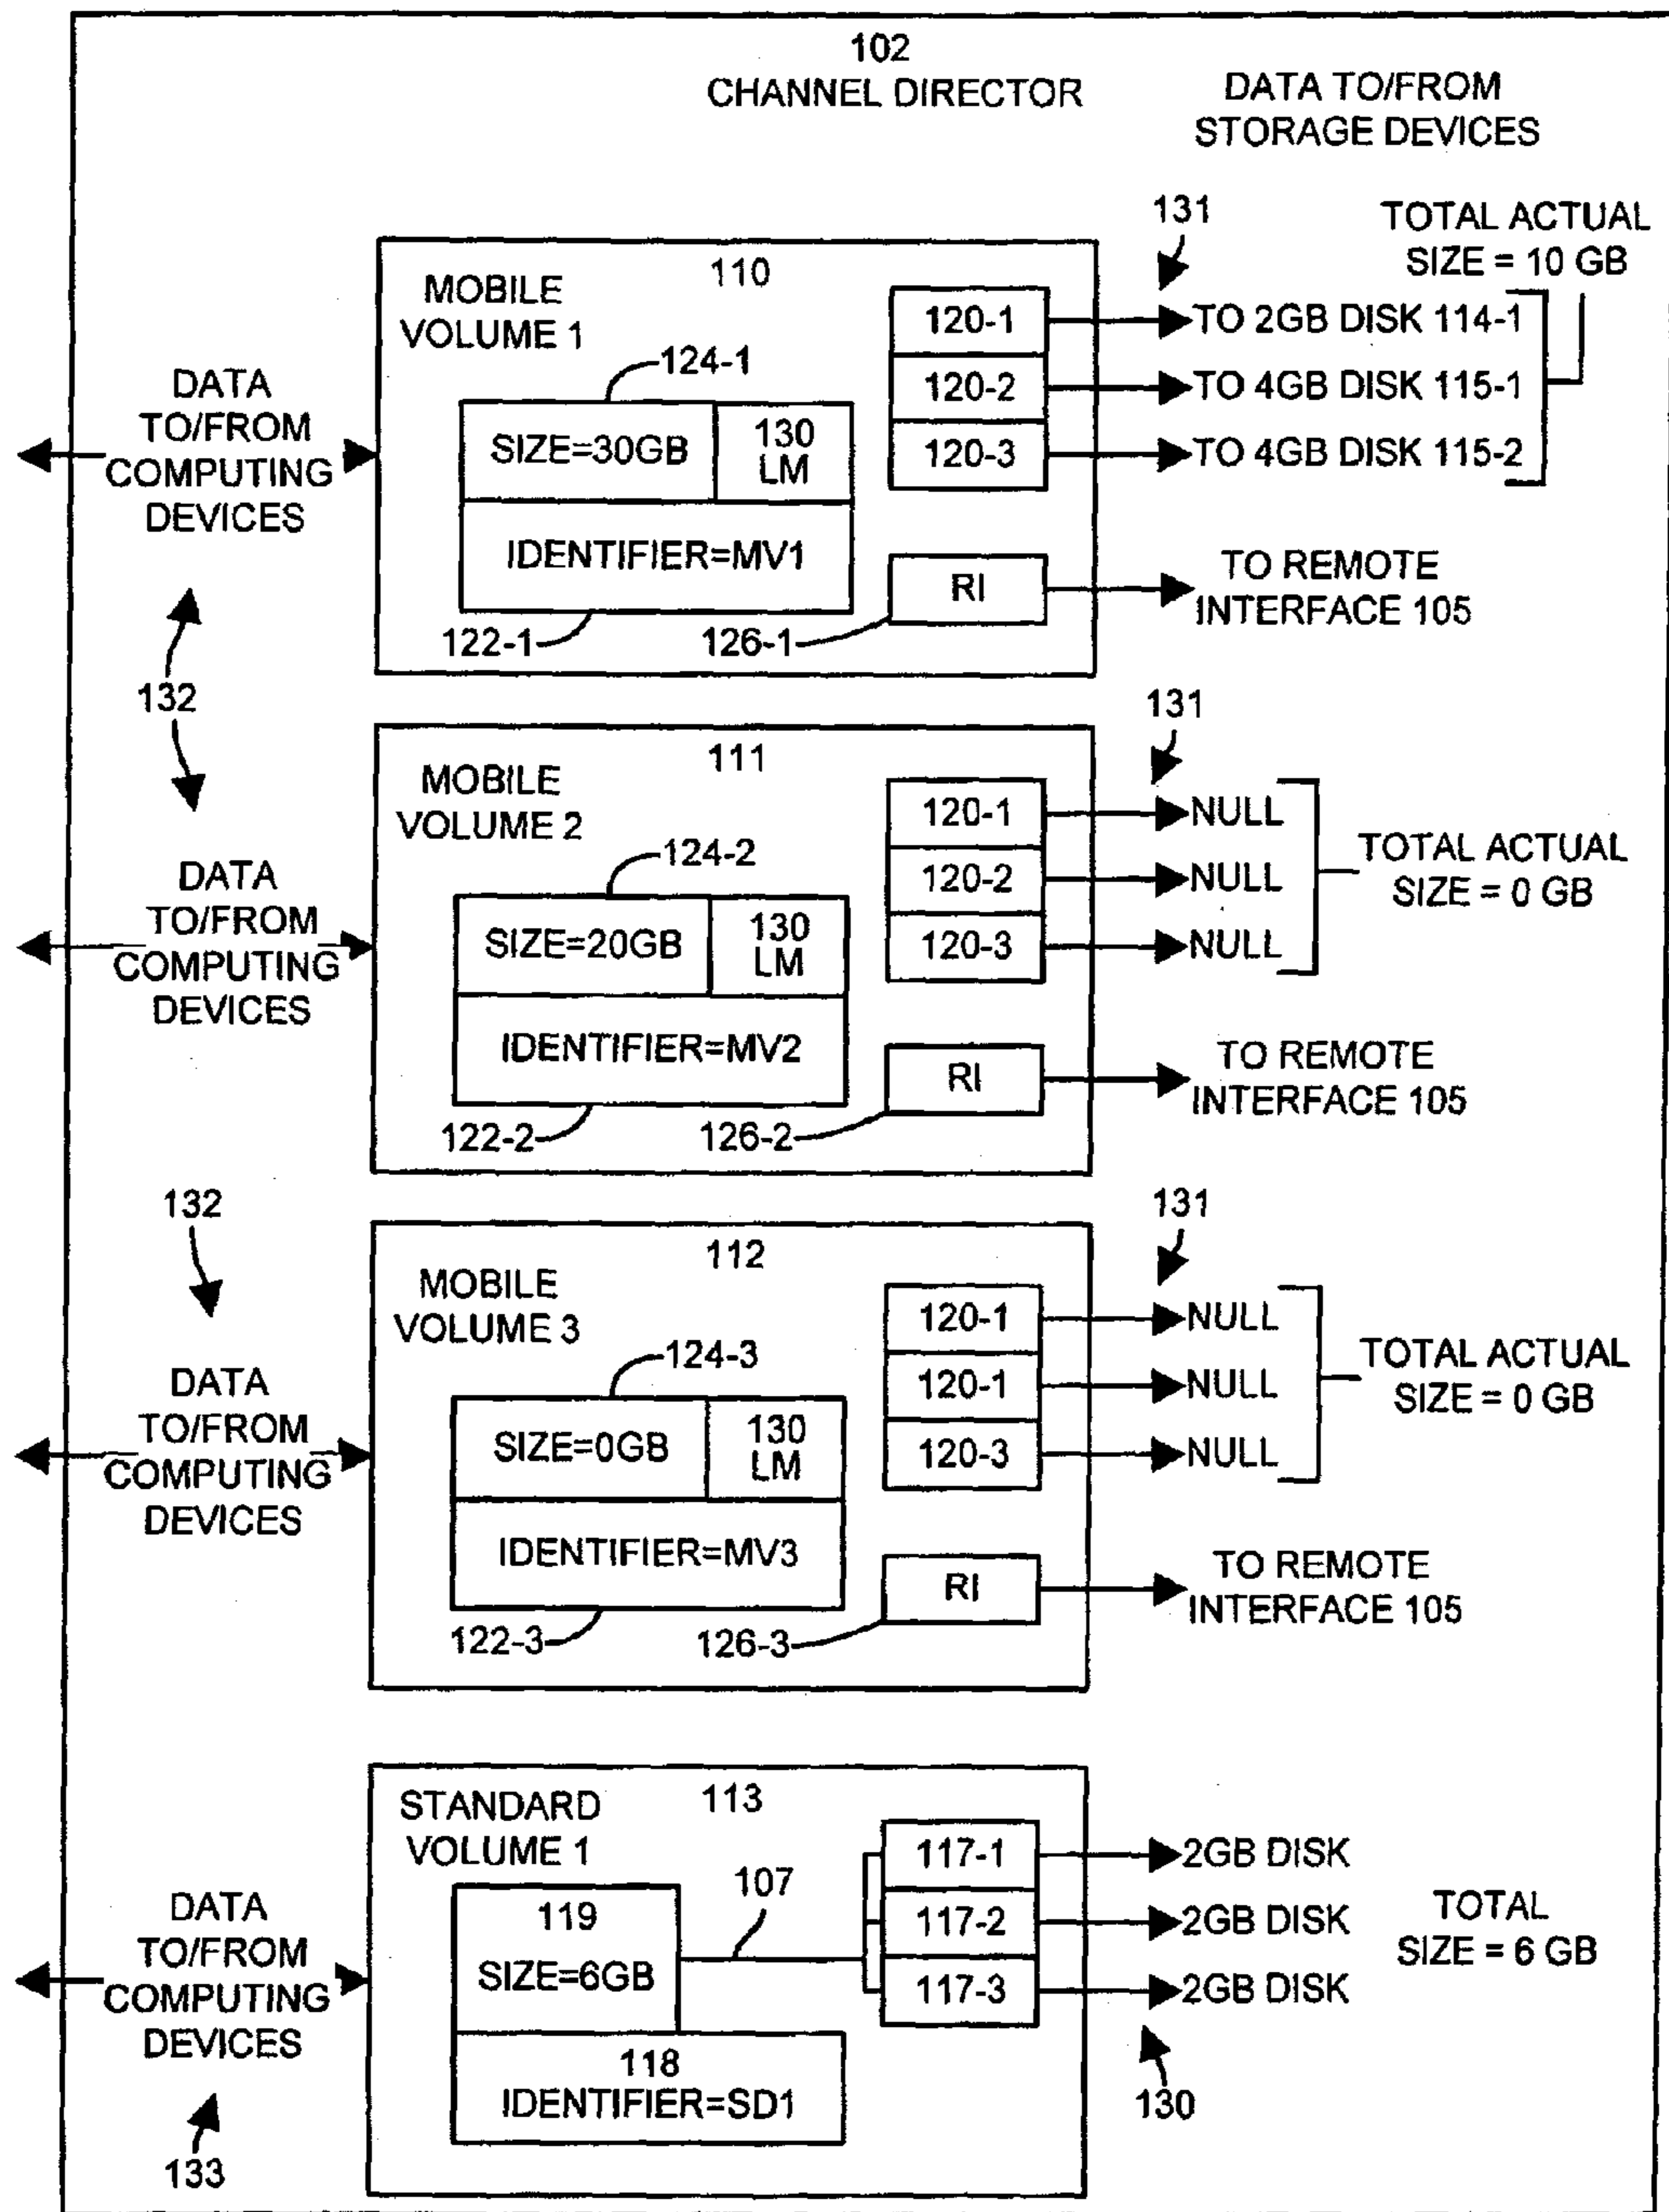 102
CHANNEL DIRECTOR
DATA TO/FROM
STORAGE DEVICES
131
TOTAL ACTUAL
SIZE = 10 GB
110
MOBILE
VOLUME 1
124-1
SIZE=30GB
130
LM
IDENTIFIER=MV1
122-1
120-1
120-2
120-3
TO 2GB DISK 114-1
TO 4GB DISK 115-1
TO 4GB DISK 115-2
RI
126-1
TO REMOTE
INTERFACE 105
DATA
TO/FROM
COMPUTING
DEVICES
132
111
MOBILE
VOLUME 2
124-2
SIZE=20GB
130
LM
IDENTIFIER=MV2
122-2
120-1
120-2
120-3
131
NULL
NULL
NULL
TOTAL ACTUAL
SIZE = 0 GB
RI
126-2
TO REMOTE
INTERFACE 105
DATA
TO/FROM
COMPUTING
DEVICES
132
112
MOBILE
VOLUME 3
124-3
SIZE=0GB
130
LM
IDENTIFIER=MV3
122-3
120-1
120-1
120-3
131
NULL
NULL
NULL
TOTAL ACTUAL
SIZE = 0 GB
RI
126-3
TO REMOTE
INTERFACE 105
DATA
TO/FROM
COMPUTING
DEVICES
113
STANDARD
VOLUME 1
119
SIZE=6GB
107
118
IDENTIFIER=SD1
117-1
117-2
117-3
2GB DISK
2GB DISK
2GB DISK
TOTAL
SIZE = 6 GB
130
DATA
TO/FROM
COMPUTING
DEVICES
133